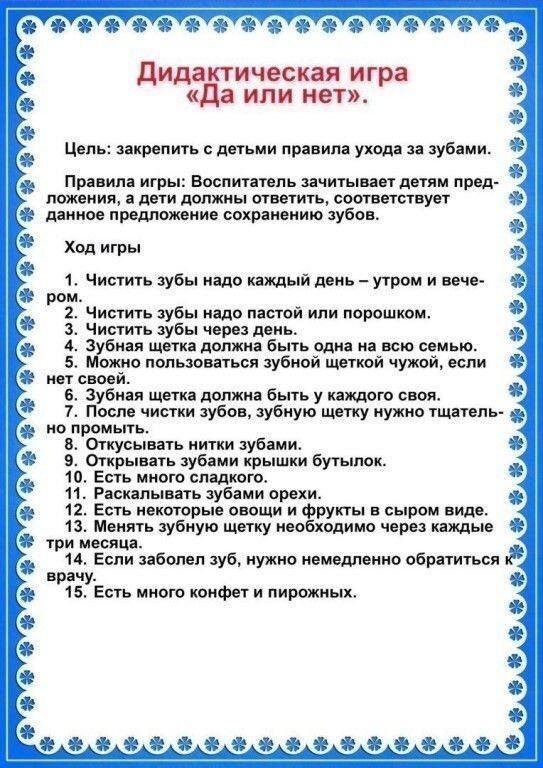 Дидактическая игра
«Да или нет».
Цель: закрепить с детьми правила ухода за зубами.
Правила игры: Воспитатель зачитывает детям пред-
ложения, а дети должны ответить, соответствует
данное предложение сохранению зубов.
Ход игры
1. Чистить зубы надо каждый день – утром и вече-
ром.
2. Чистить зубы надо пастой или порошком.
3. Чистить зубы через день.
4. Зубная щетка должна быть одна на всю семью.
5. Можно пользоваться зубной щеткой чужой, если
нет своей.
6. Зубная щетка должна быть у каждого своя.
7. После чистки зубов, зубную щетку нужно тщатель-
но промыть.
8. Откусывать нитки зубами.
9. Открывать зубами крышки бутылок.
10. Есть много сладкого.
11. Раскалывать зубами орехи.
12. Есть некоторые овощи и фрукты в сыром виде.
13. Менять зубную щетку необходимо через каждые
три месяца.
14. Если заболел зуб, нужно немедленно обратиться к
врачу.
15. Есть много конфет и пирожных.